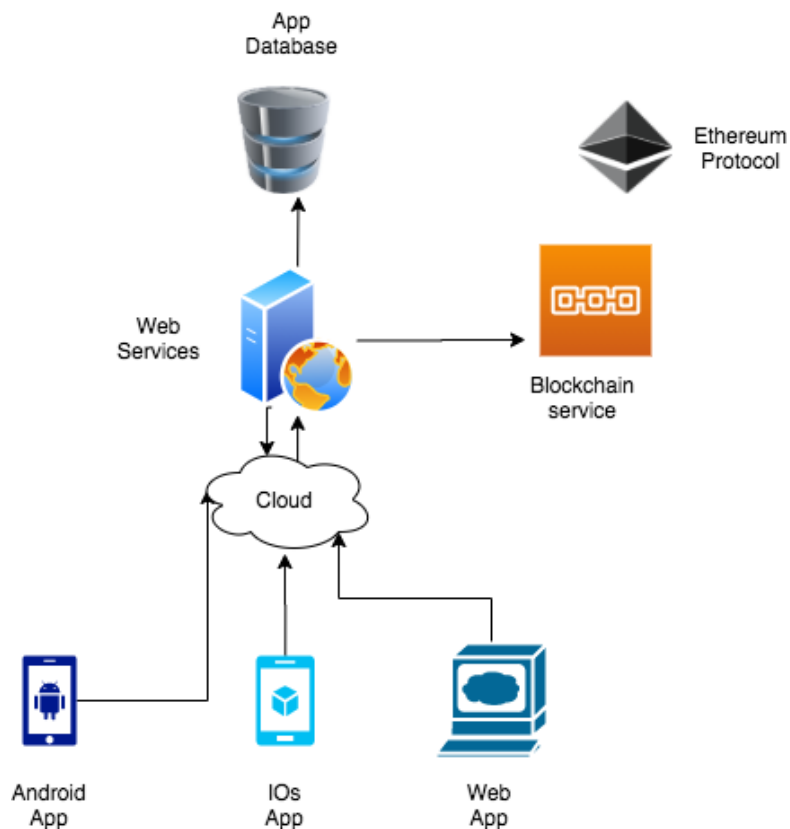 App
Database
Ethereum
Protocol
Web
Services
Blockchain
service
Cloud
Android
App
IOs
App
Web
App